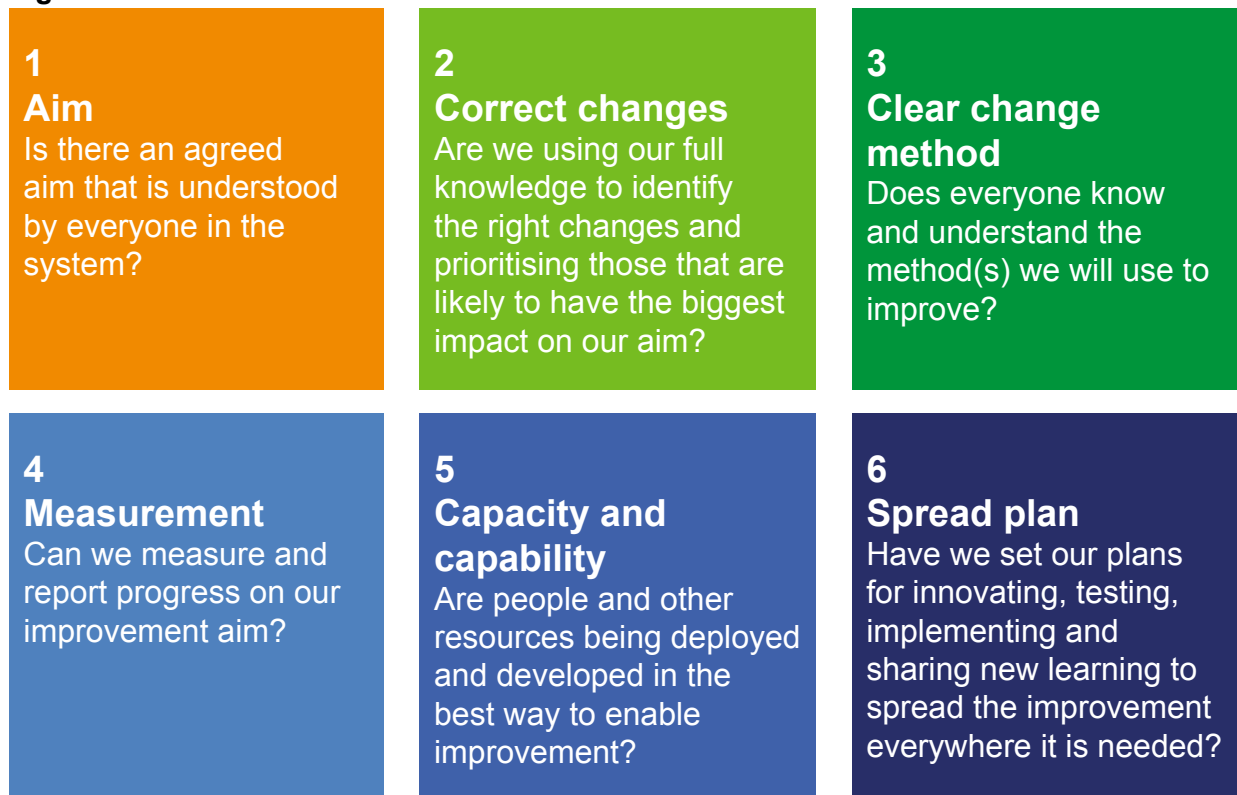 1
Aim
Is there an agreed
aim that is understood
by everyone in the
system?
2
Correct changes
Are we using our full
knowledge to identify
the right changes and
prioritising those that are
likely to have the biggest
impact on our aim?
3
Clear change
method
Does everyone know
and understand the
method(s) we will use to
improve?
4
Measurement
Can we measure and
report progress on our
improvement aim?
5
Capacity and
capability
Are people and other
resources being deployed
and developed in the
best way to enable
improvement?
6
Spread plan
Have we set our plans
for innovating, testing,
implementing and
sharing new learning to
spread the improvement
everywhere it is needed?